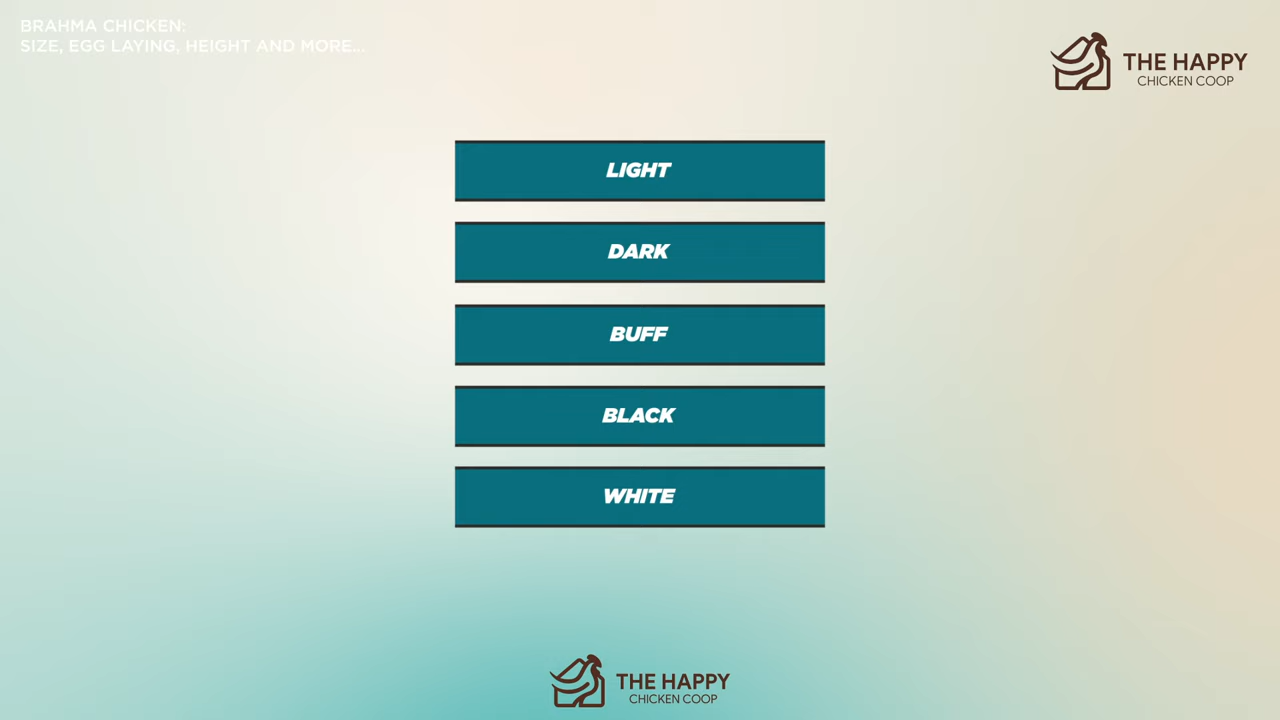 BRAHMA CHICKEN:
SIZE, EGG LAYING, HEIGHT AND MORE...
THE HAPPY
CHICKEN COOP
LIGHT
DARK
BUFF
BLACK
WHITE
THE HAPPY
CHICKEN COOP